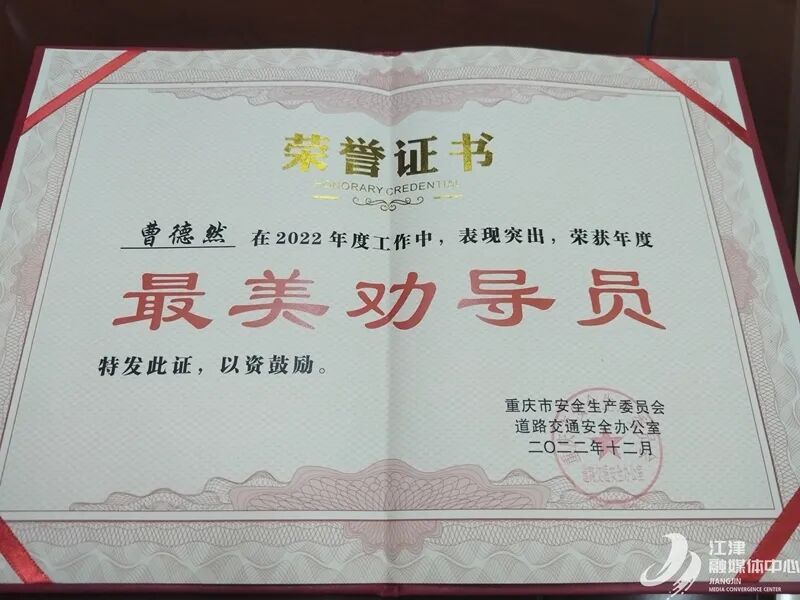 荣誉证书
HONORARY CREDENTIAL
曹德然 在2022年度工作中，表现突出，荣获年度
最美劝导员
特发此证，以资鼓励。
重庆市安全生产委员会
道路交通安全办公室
二〇二二年十二月
江津
融媒体中心
JIANGJIN
MEDIA CONVERGENCE CENTER